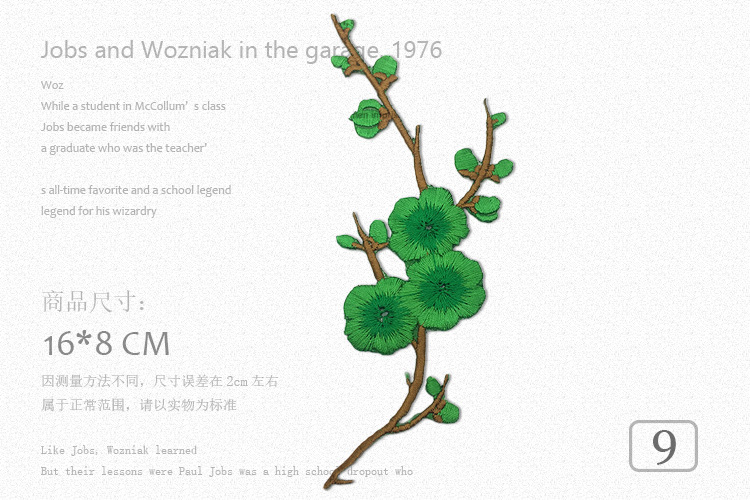 Jobs and Wozniak in the garage, 1976
Woz
While a student in McCollum’s class
Jobs became friends with
a graduate who was the teacher’
s all-time favorite and a school legend
legend for his wizardry
商品尺寸：
16*8 CM
因测量方法不同，尺寸误差在2cm左右
属于正常范围，请以实物为标准
Like Jobs, Wozniak learned
But their lessons were Paul Jobs was a high school dropout who
9